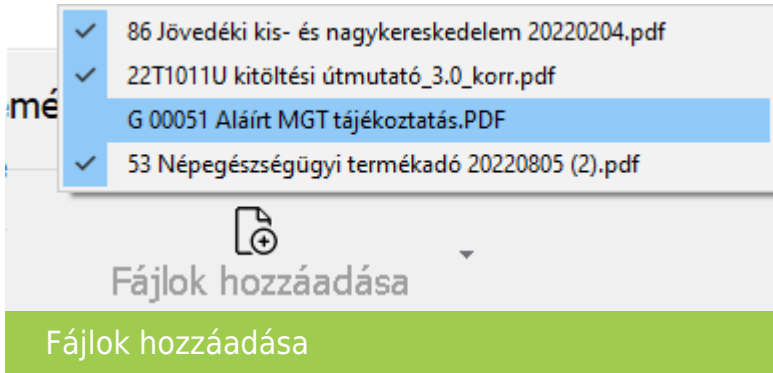 86 Jövedéki kis- és nagykereskedelem 20220204.pdf
22T1011U kitöltési útmutató_3.0_korr.pdf
G 00051 Aláírt MGT tájékoztatás.PDF
53 Népegészségügyi termékadó 20220805 (2).pdf
Fájlok hozzáadása
Fájlok hozzáadása